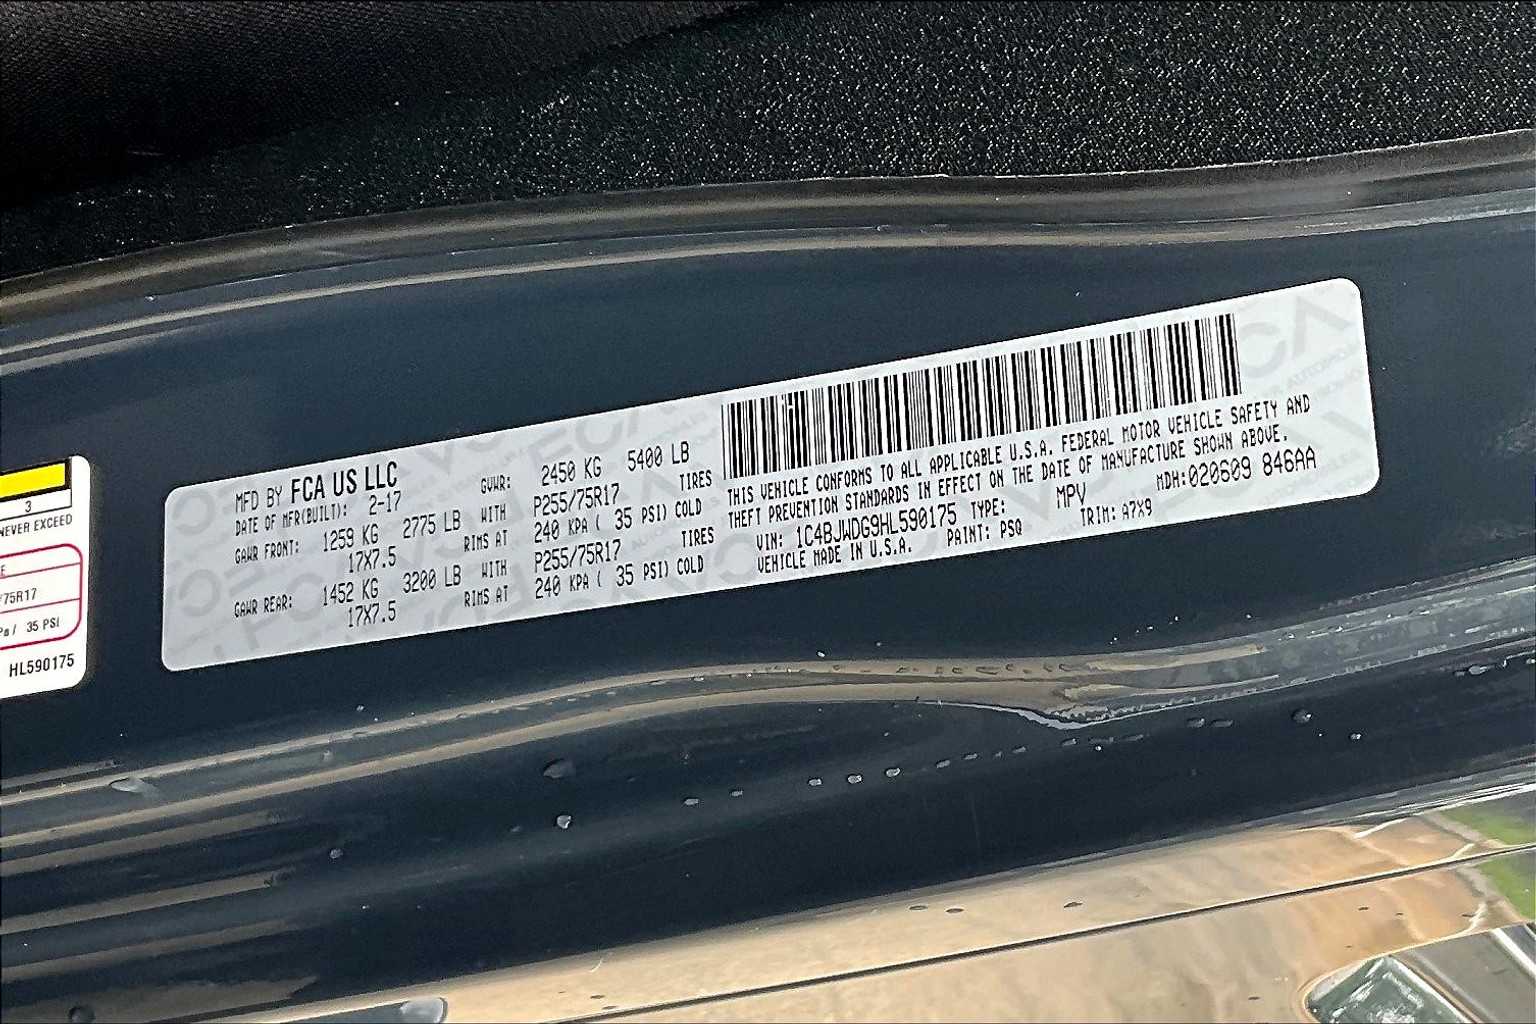 3
NEVER EXCEED
/75R17
Pa / 35 PSI
HL590175
MFD BY FCA US LLC
DATE OF MFR(BUILT): 2-17
GVWR: 2450 KG 5400 LB
GAWR FRONT: 1259 KG 2775 LB WITH P255/75R17 TIRES
17X7.5 RIMS AT 240 KPA ( 35 PSI) COLD
GAWR REAR: 1452 KG 3200 LB WITH P255/75R17 TIRES
17X7.5 RIMS AT 240 KPA ( 35 PSI) COLD
THIS VEHICLE CONFORMS TO ALL APPLICABLE U.S.A. FEDERAL MOTOR VEHICLE SAFETY AND
THEFT PREVENTION STANDARDS IN EFFECT ON THE DATE OF MANUFACTURE SHOWN ABOVE.
VIN: 1C4BJWDG9HL590175 TYPE: MPV MDH:020609 846AA
VEHICLE MADE IN U.S.A. PAINT: PSQ TRIM: A7X9